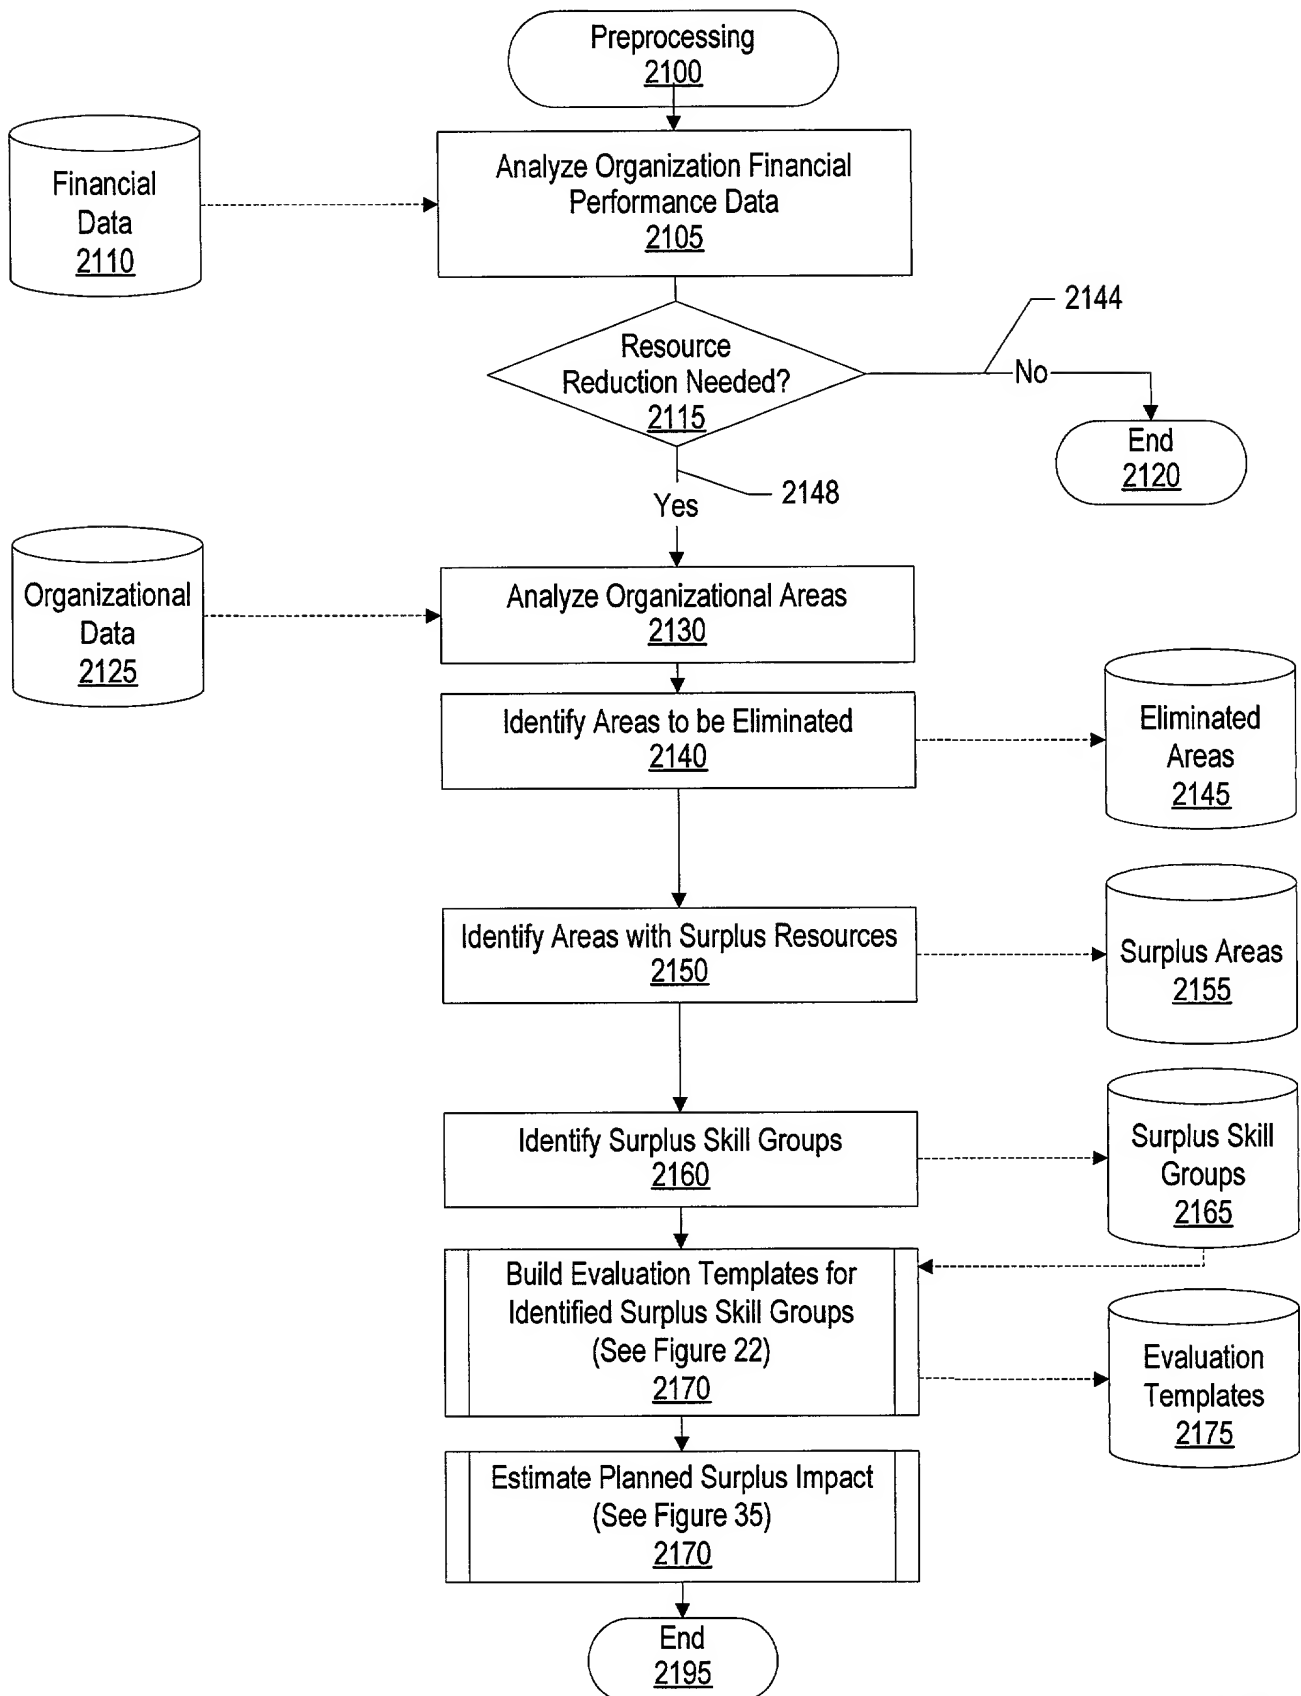 Preprocessing
2100
Financial
Data
2110
Analyze Organization Financial
Performance Data
2105
2144
Resource
Reduction Needed?
2115
No
End
2120
2148
Yes
Organizational
Data
2125
Analyze Organizational Areas
2130
Identify Areas to be Eliminated
2140
Eliminated
Areas
2145
Identify Areas with Surplus Resources
2150
Surplus Areas
2155
Identify Surplus Skill Groups
2160
Surplus Skill
Groups
2165
Build Evaluation Templates for
Identified Surplus Skill Groups
(See Figure 22)
2170
Evaluation
Templates
2175
Estimate Planned Surplus Impact
(See Figure 35)
2170
End
2195